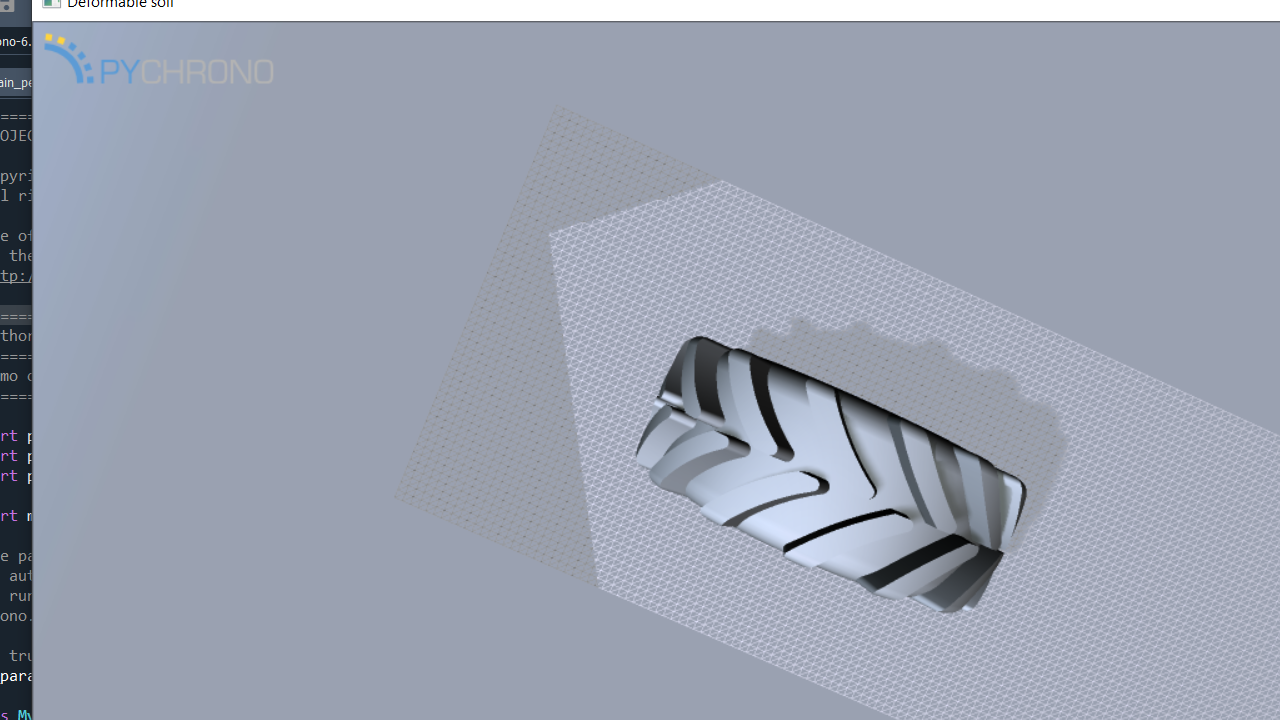 Deformable soil
PYCHRONO
ono-6.
ain_pe
====
OJEC
pyri
l ri
e of
the
tp:/
====
thor
====
mo o
====
rt p
rt p
rt p
rt m
e pa
aut
run
ono.
tru
para
s My